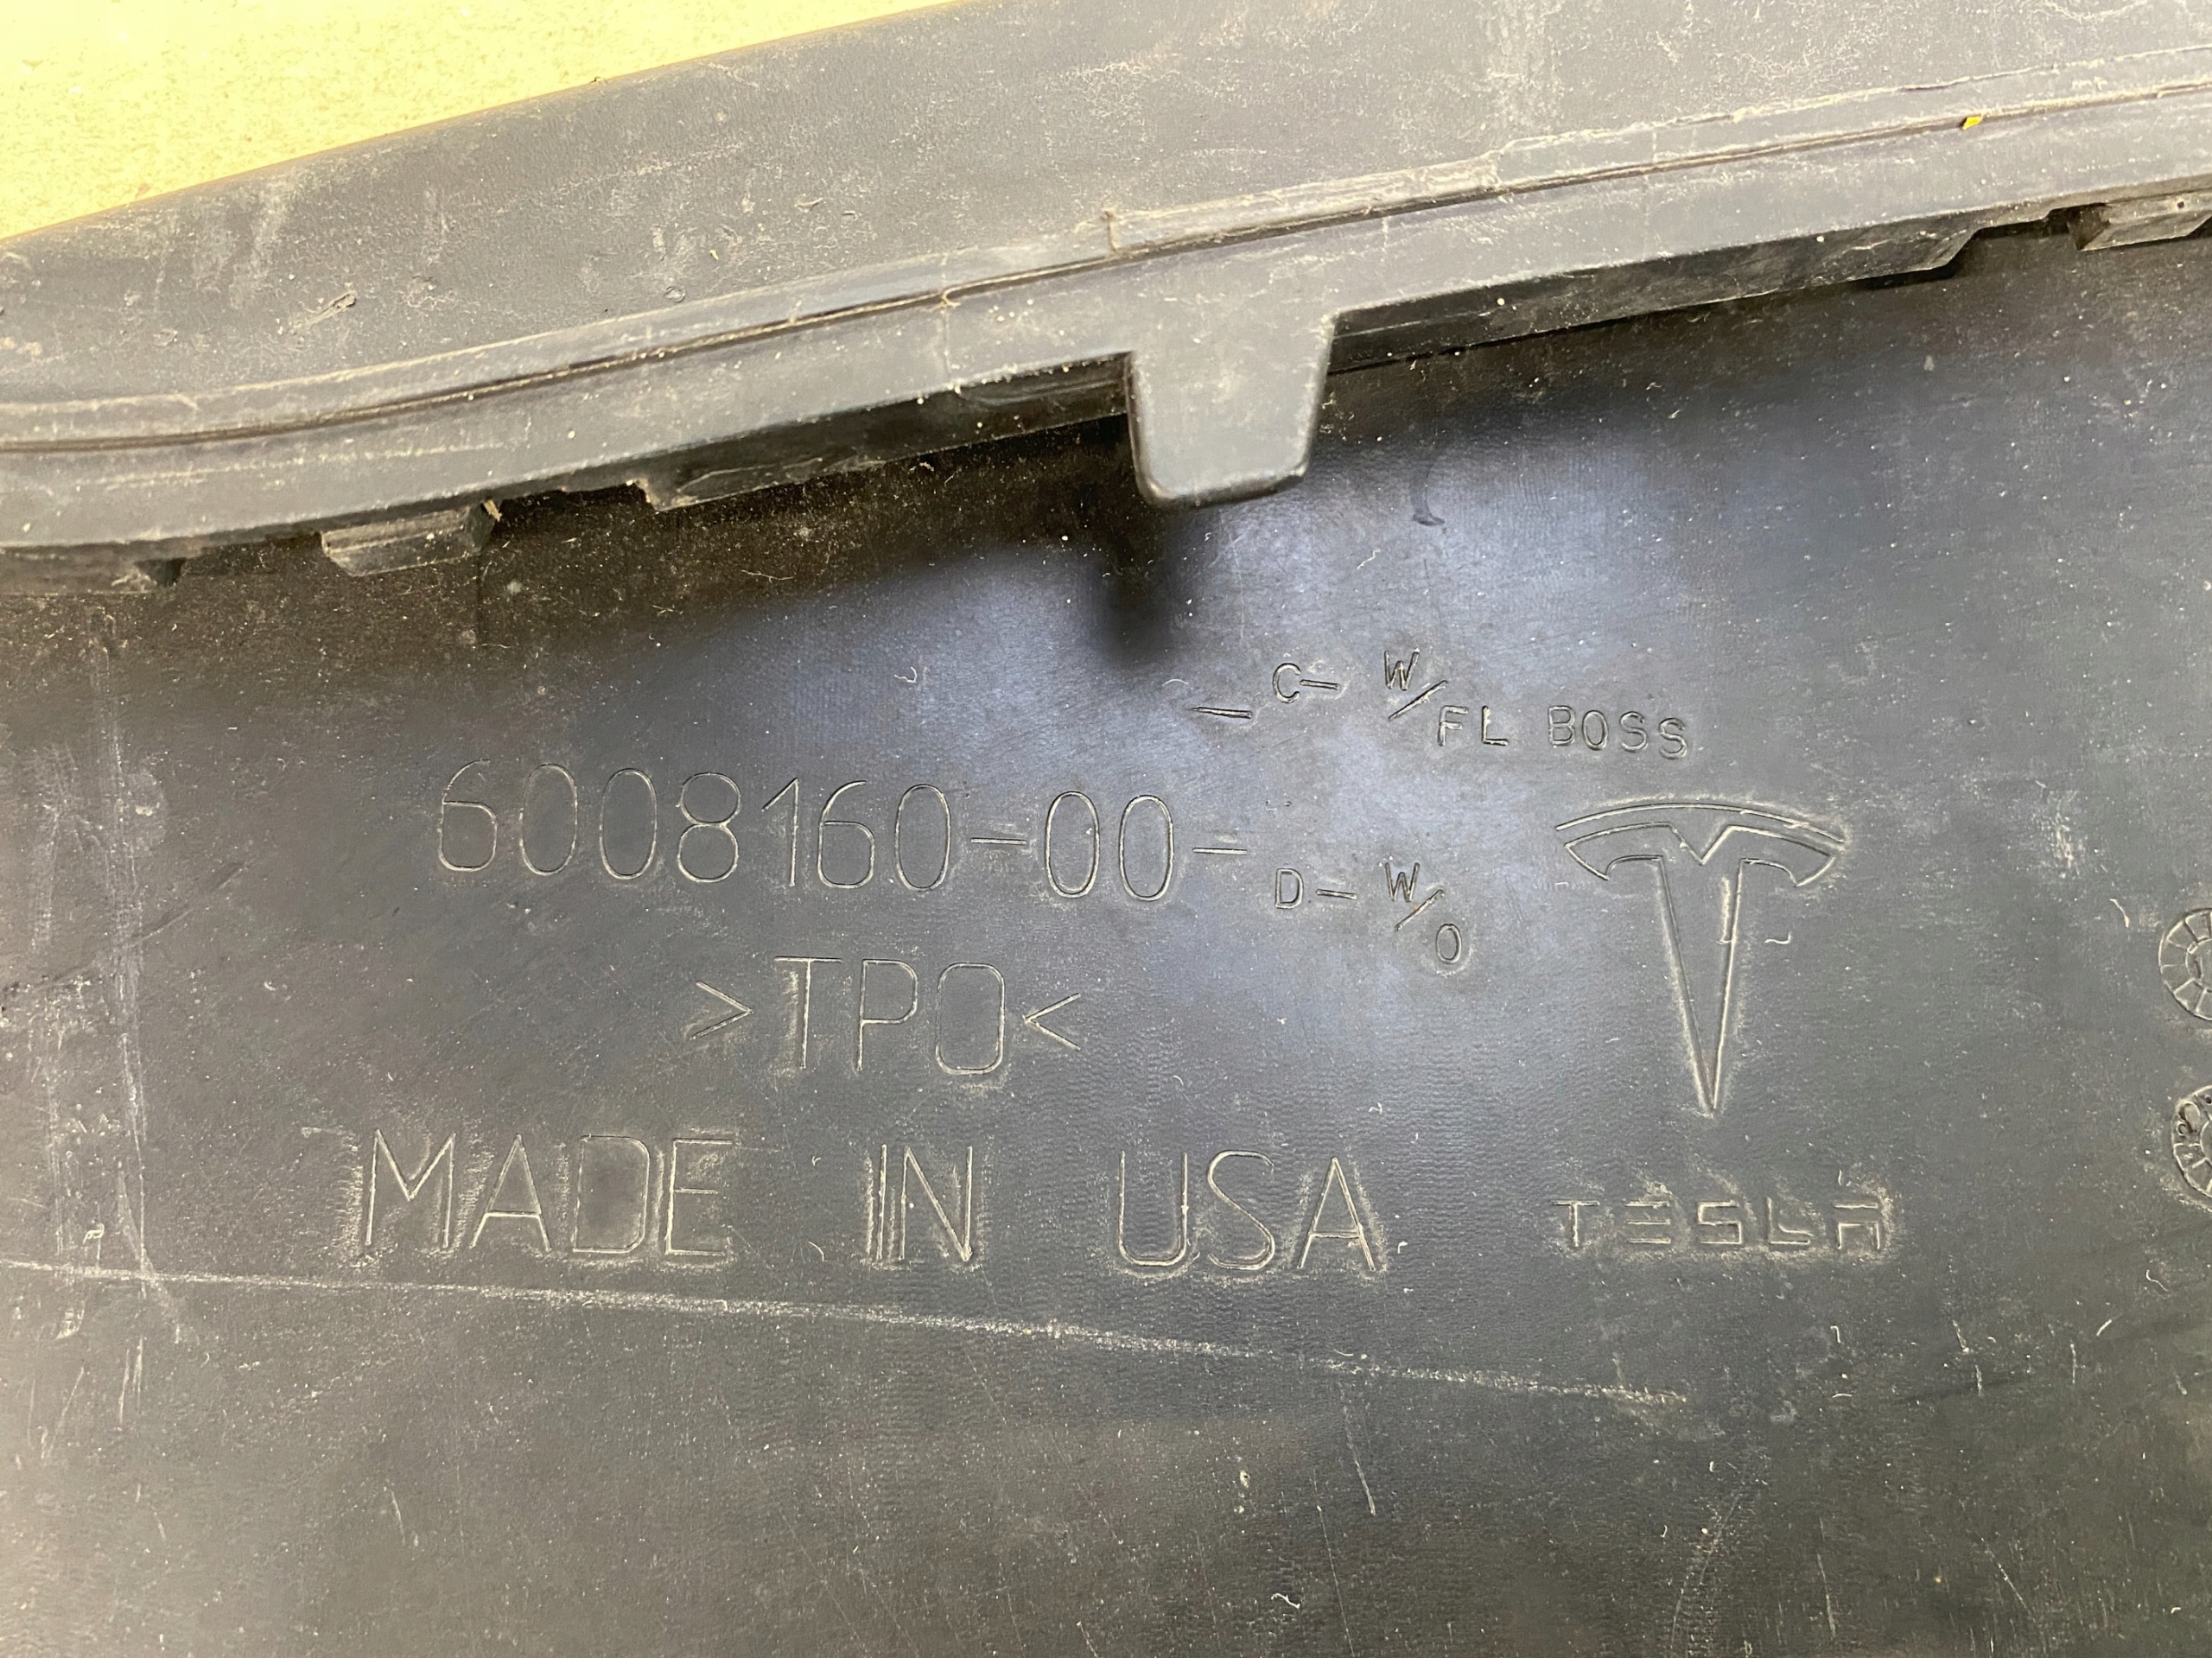 C- W/FL BOSS
6008160-00-
D- W/O
>TPO<
MADE IN USA
TESLA